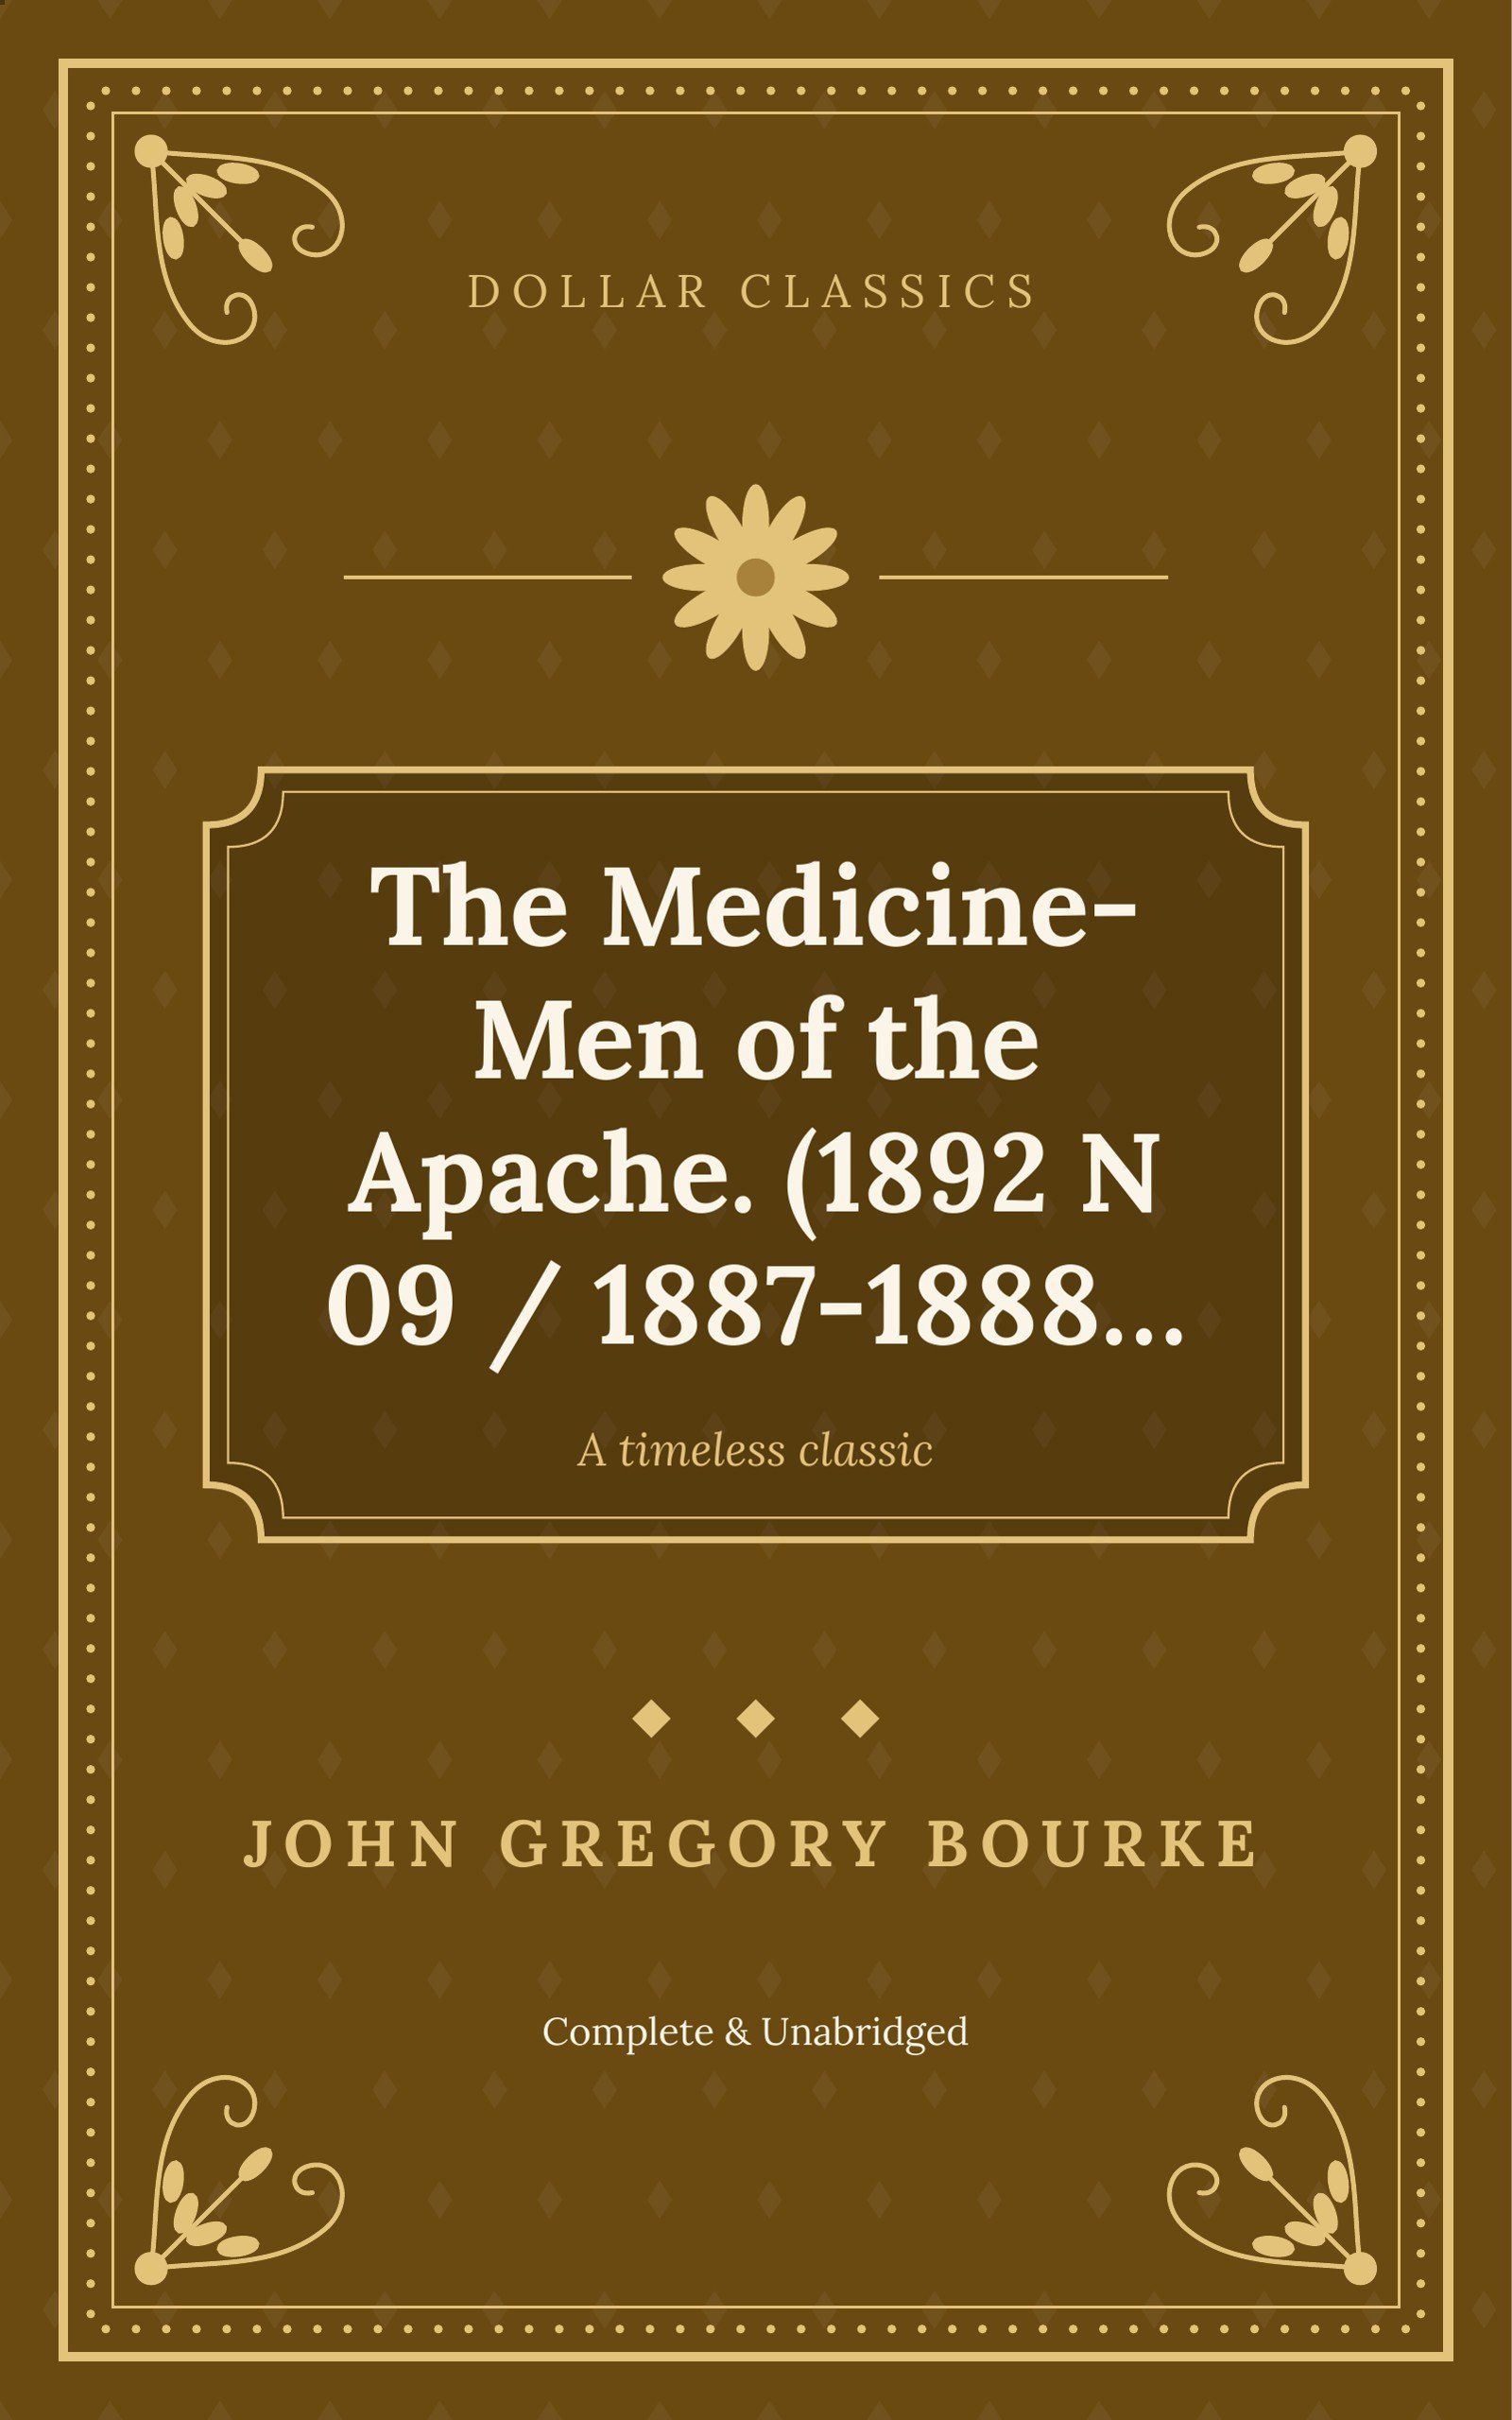 DOLLAR CLASSICS
The Medicine-
Men of the
Apache. (1892 N
09 / 1887-1888...
A timeless classic
JOHN GREGORY BOURKE
Complete & Unabridged